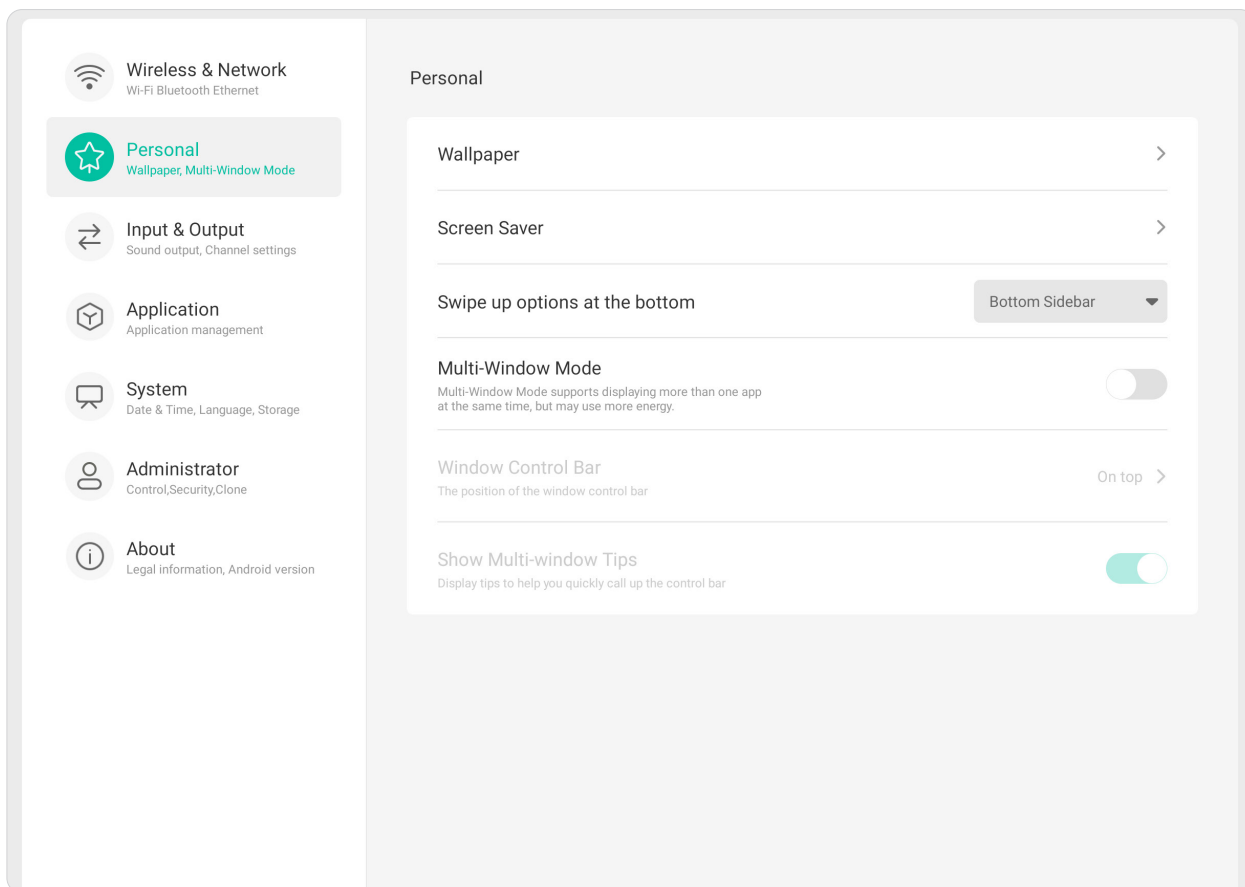 Wireless & Network
Wi-Fi Bluetooth Ethernet
Personal
Wallpaper, Multi-Window Mode
Input & Output
Sound output, Channel settings
Application
Application management
System
Date & Time, Language, Storage
Administrator
Control,Security,Clone
About
Legal information, Android version
Personal
Wallpaper
Screen Saver
Swipe up options at the bottom
Bottom Sidebar
Multi-Window Mode
Multi-Window Mode supports displaying more than one app
at the same time, but may use more energy.
Window Control Bar
The position of the window control bar
On top
Show Multi-window Tips
Display tips to help you quickly call up the control bar